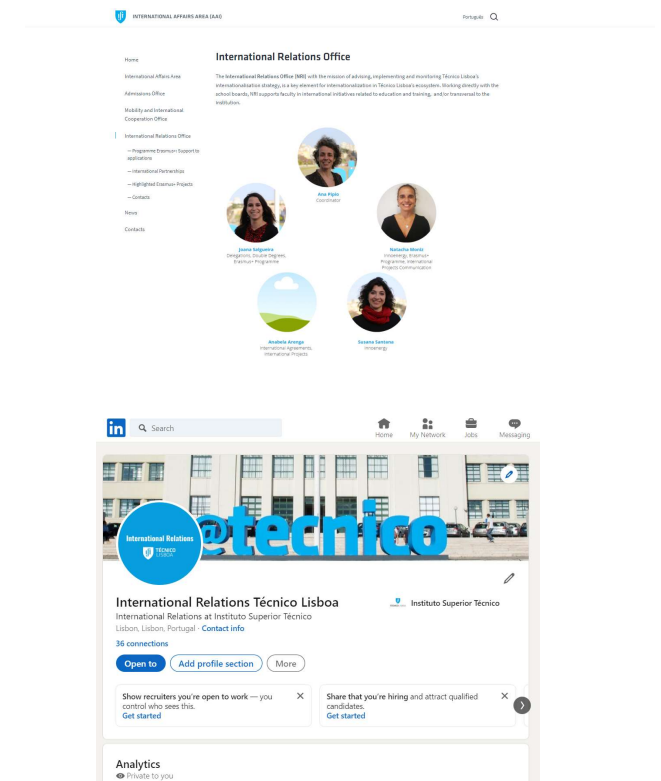 INTERNATIONAL AFFAIRS AREA (AAI)
Português
Home
International Affairs Area
Admissions Office
Mobility and International
Cooperation Office
International Relations Office
— Programme Erasmus+ Support to
applications
— International Partnerships
— Highlighted Erasmus+ Projects
— Contacts
News
Contacts
International Relations Office
The International Relations Office (NRI) with the mission of advising, implementing and monitoring Técnico Lisboa's
internationalisation strategy, is a key element for internationalization in Técnico Lisboa's ecosystem. Working directly with the
school boards, NRI supports faculty in international initiatives related to education and training, and/or transversal to the
institution.
Ana Pipio
Coordinator
Joana Salgueiro
Delegations, Double Degrees,
Erasmus+ Programme
Natacha Moniz
Innoenergy, Erasmus+
Programme, International
Projects Communication
Anabela Aronga
International Agreements,
International Projects
Susana Santana
Innoenergy
in
Search
Home
My Network
Jobs
Messaging
@tecnico
International Relations
TÉCNICO
LISBOA
International Relations Técnico Lisboa
International Relations at Instituto Superior Técnico
Lisbon, Lisbon, Portugal · Contact info
36 connections
Instituto Superior Técnico
Open to
Add profile section
More
Show recruiters you're open to work — you
control who sees this.
Get started
Share that you're hiring and attract qualified
candidates.
Get started
Analytics
Private to you